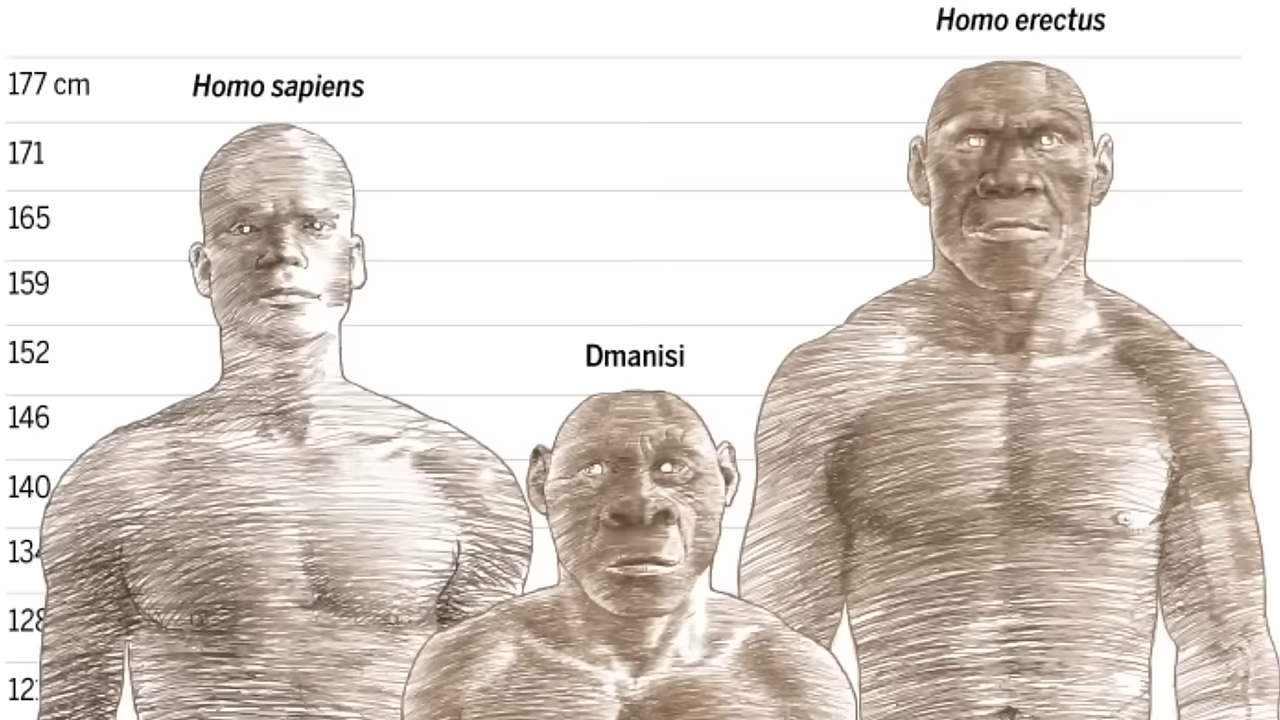 Homo erectus
177 cm
Homo sapiens
171
165
159
152
Dmanisi
146
140
128